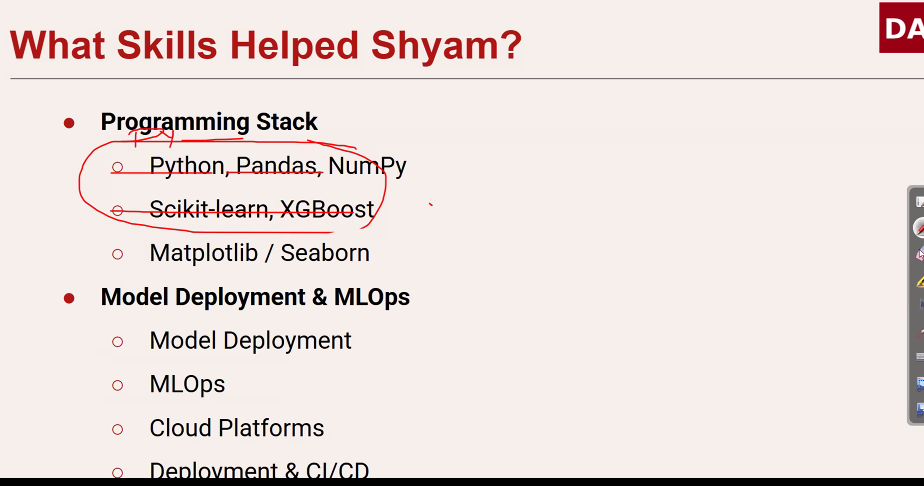 What Skills Helped Shyam?
DA
Programming Stack
Python, Pandas, NumPy
Scikit-learn, XGBoost
Matplotlib / Seaborn
Model Deployment & MLOps
Model Deployment
MLOps
Cloud Platforms
Deployment & CI/CD